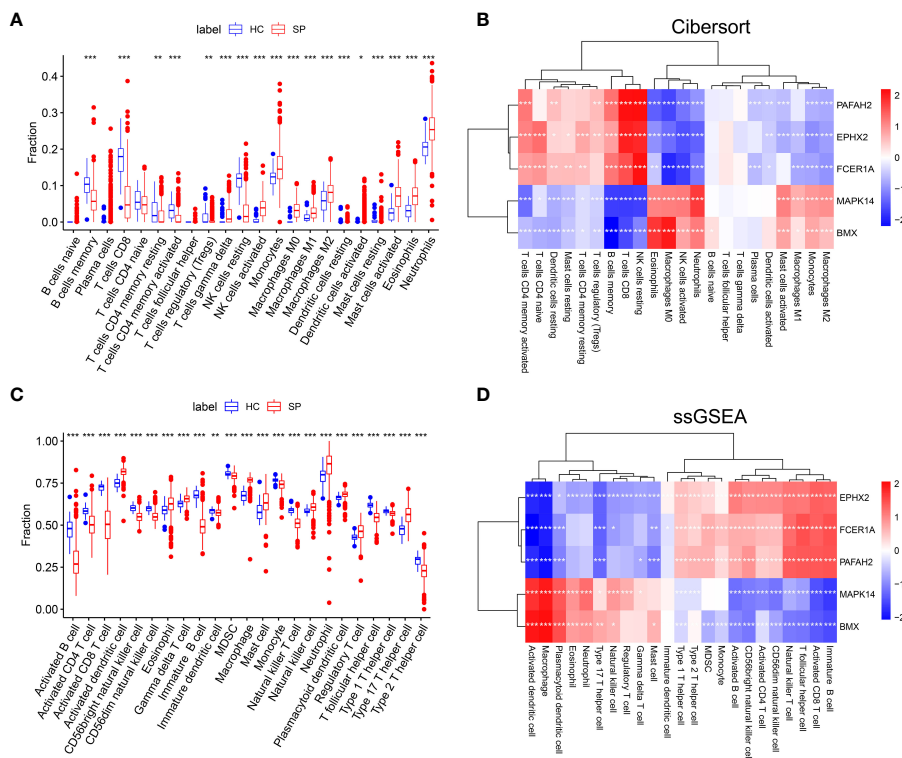 A
label HC SP
*** *** ** *** ** *** *** *** *** *** *** *** *** * *** *** *** ***
Fraction
0.4
0.3
0.2
0.1
0.0
B cells naive
B cells memory
Plasma cells
T cells CD8
T cells CD4 naive
T cells CD4 memory resting
T cells CD4 memory activated
T cells follicular helper
T cells regulatory (Tregs)
T cells gamma delta
NK cells resting
NK cells activated
Monocytes
Macrophages M0
Macrophages M1
Macrophages M2
Dendritic cells resting
Dendritic cells activated
Mast cells resting
Mast cells activated
Eosinophils
Neutrophils
B
Cibersort
PAFAH2
EPHX2
FCER1A
MAPK14
BMX
2
1
0
-1
-2
T cells CD4 memory activated
T cells CD4 naive
Dendritic cells resting
Mast cells resting
T cells CD4 memory resting
T cells regulatory (Tregs)
B cells memory
T cells CD8
NK cells resting
Eosinophils
Macrophages M0
NK cells activated
Neutrophils
B cells naive
T cells follicular helper
T cells gamma delta
Plasma cells
Dendritic cells activated
Mast cells activated
Macrophages M1
Monocytes
Macrophages M2
C
label HC SP
Fraction
1.00
0.75
0.50
0.25
0.00
Activated B cell
Activated CD4 T cell
Activated CD8 T cell
Activated dendritic cell
CD56bright natural killer cell
CD56dim natural killer cell
Eosinophil
Gamma delta T cell
Immature B cell
Immature dendritic cell
MDSC
Macrophage
Mast cell
Monocyte
Natural killer T cell
Natural killer cell
Neutrophil
Plasmacytoid dendritic cell
Regulatory T cell
T follicular helper cell
Type 1 T helper cell
Type 17 T helper cell
Type 2 T helper cell
D
ssGSEA
EPHX2
FCER1A
PAFAH2
MAPK14
BMX
2
1
0
-1
-2
Activated dendritic cell
Macrophage
Plasmacytoid dendritic cell
Eosinophil
Neutrophil
Type 17 T helper cell
Natural killer cell
Regulatory T cell
Gamma delta T cell
Mast cell
Immature dendritic cell
Type 1 T helper cell
Type 2 T helper cell
MDSC
Monocyte
Activated B cell
CD56bright natural killer cell
Activated CD4 T cell
CD56dim natural killer cell
Natural killer T cell
T follicular helper cell
Activated CD8 T cell
Immature B cell